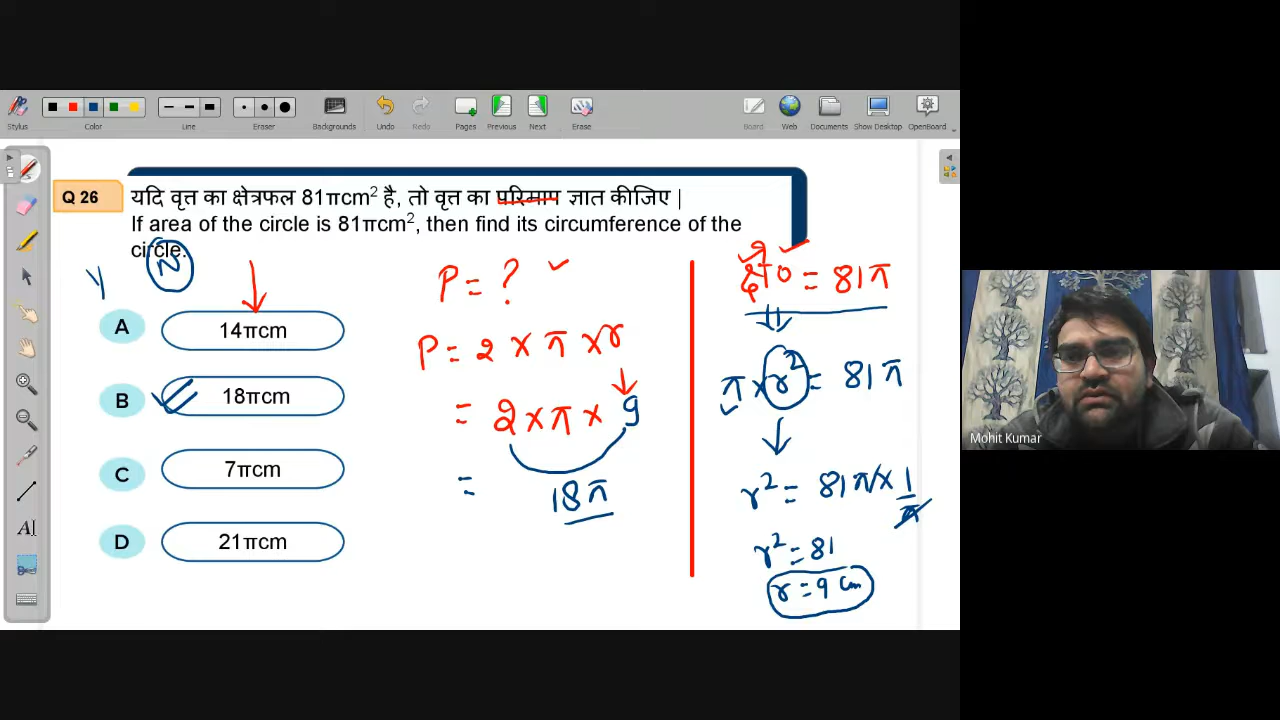 Stylus
Color
Line
Eraser
Backgrounds
Undo
Redo
Pages
Previous
Next
Erase
Board
Web
Documents
Show Desktop
OpenBoard
Q 26
यदि वृत्त का क्षेत्रफल 81πcm² है, तो वृत्त का परिमाप ज्ञात कीजिए |
If area of the circle is 81πcm², then find its circumference of the
circle.
Y N
A 14πcm
B 18πcm
C 7πcm
D 21πcm
P = ?
P = 2 × π × r
= 2 × π × 9
= 18π
क्षे० = 81π
π × r² = 81π
r² = 81π × 1/π
r² = 81
r = 9 cm
Mohit Kumar